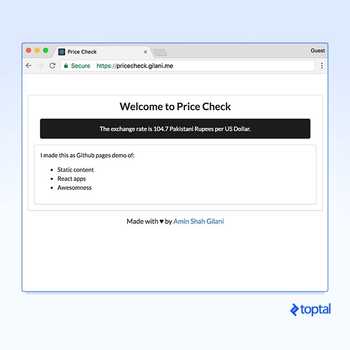 Price Check
Guest
Secure https://pricecheck.gilani.me
Welcome to Price Check
The exchange rate is 104.7 Pakistani Rupees per US Dollar.
I made this as Github pages demo of:
Static content
React apps
Awesomness
Made with ♥ by Amin Shah Gilani
toptal